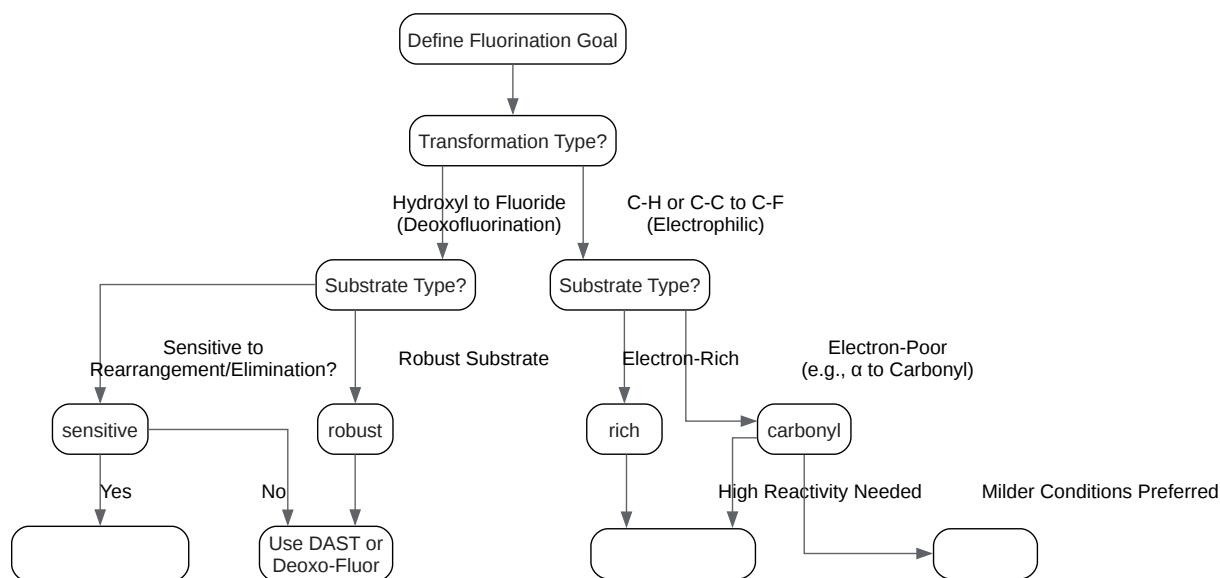 Define Fluorination Goal
Transformation Type?
Hydroxyl to Fluoride
(Deoxofluorination)
C-H or C-C to C-F
(Electrophilic)
Substrate Type?
Substrate Type?
Sensitive to
Rearrangement/Elimination?
Robust Substrate
Electron-Rich
Electron-Poor
(e.g., α to Carbonyl)
sensitive
robust
rich
carbonyl
Yes
No
High Reactivity Needed
Milder Conditions Preferred
Use DAST or
Deoxo-Fluor